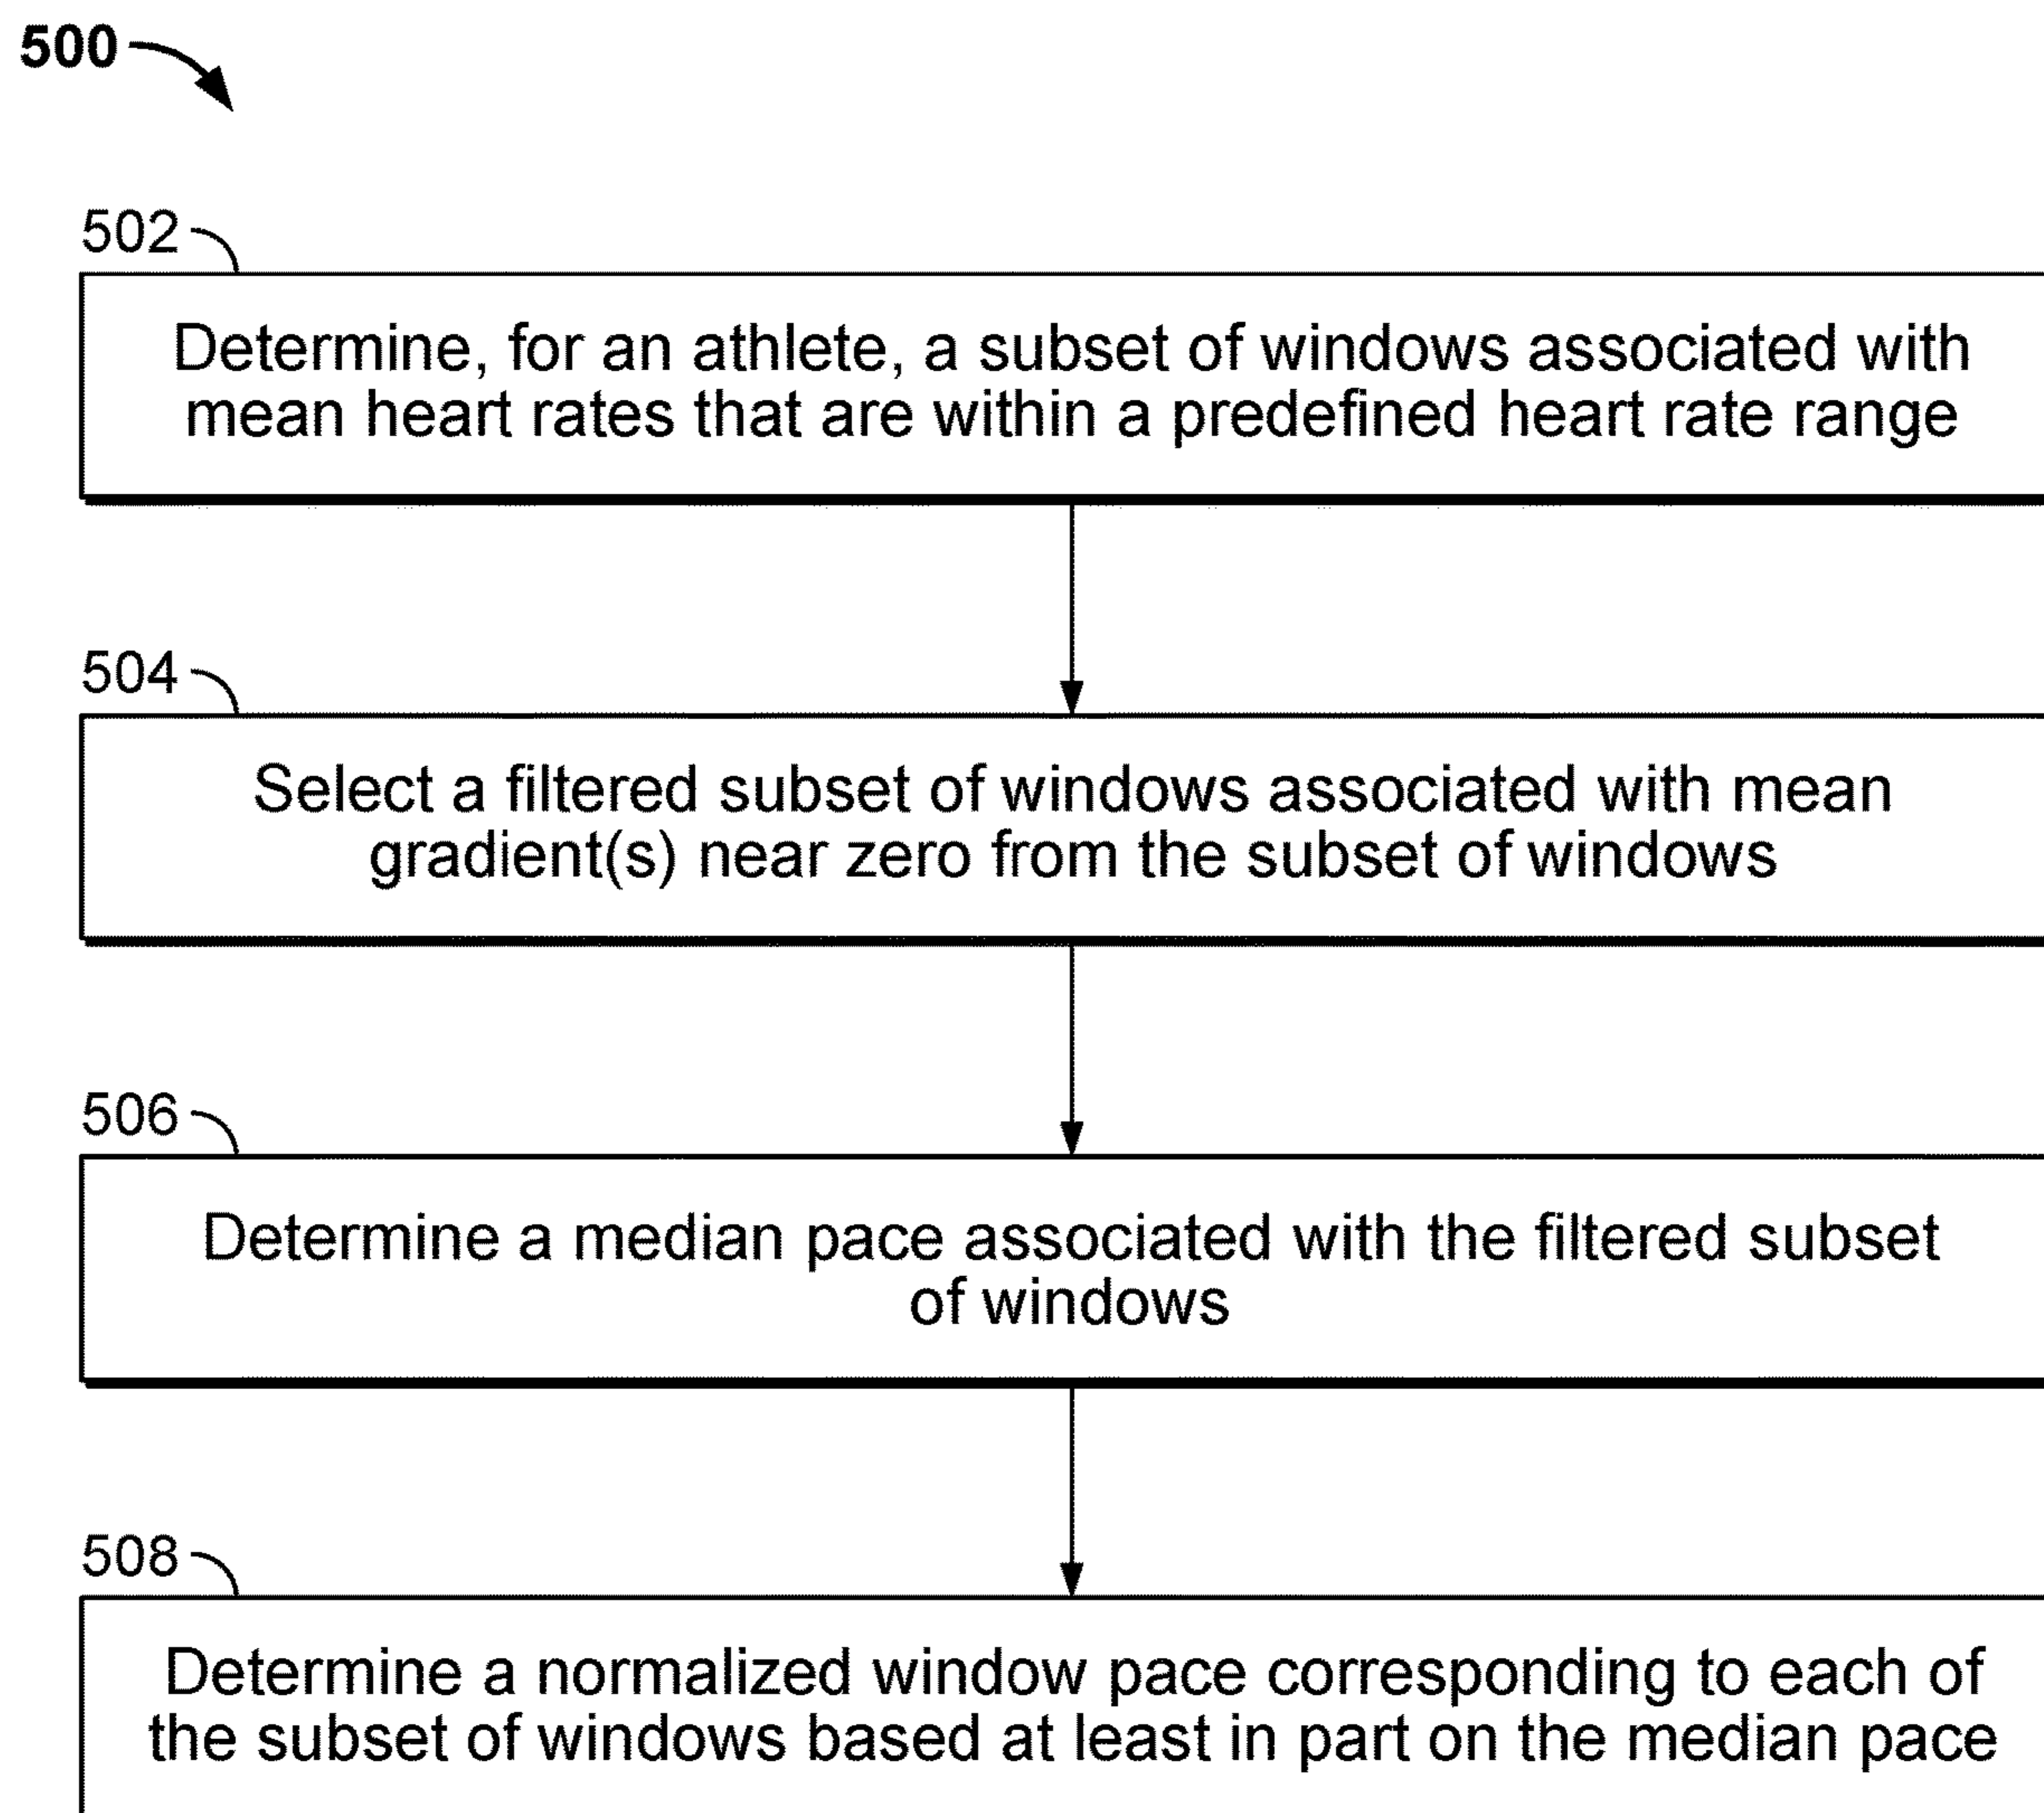 500
502
Determine, for an athlete, a subset of windows associated with
mean heart rates that are within a predefined heart rate range
504
Select a filtered subset of windows associated with mean
gradient(s) near zero from the subset of windows
506
Determine a median pace associated with the filtered subset
of windows
508
Determine a normalized window pace corresponding to each of
the subset of windows based at least in part on the median pace